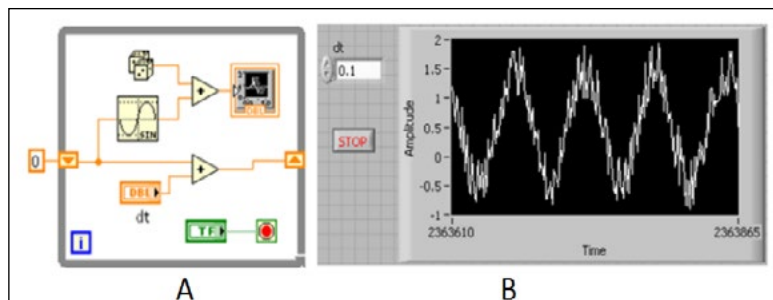 SIN
DBL
0
DBL
dt
TF
i
A
dt
0.1
STOP
Amplitude
2
1.5
1
0.5
0
-0.5
-1
2363610
2363865
Time
B